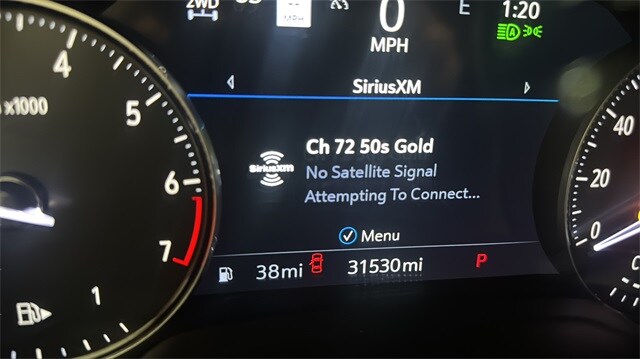 2WD
MPH
0
E
1:20
MPH
SiriusXM
4
x1000
5
6
7
1
Ch 72 50s Gold
SiriusXM
No Satellite Signal
Attempting To Connect...
Menu
38mi
31530mi
P
40
20
0